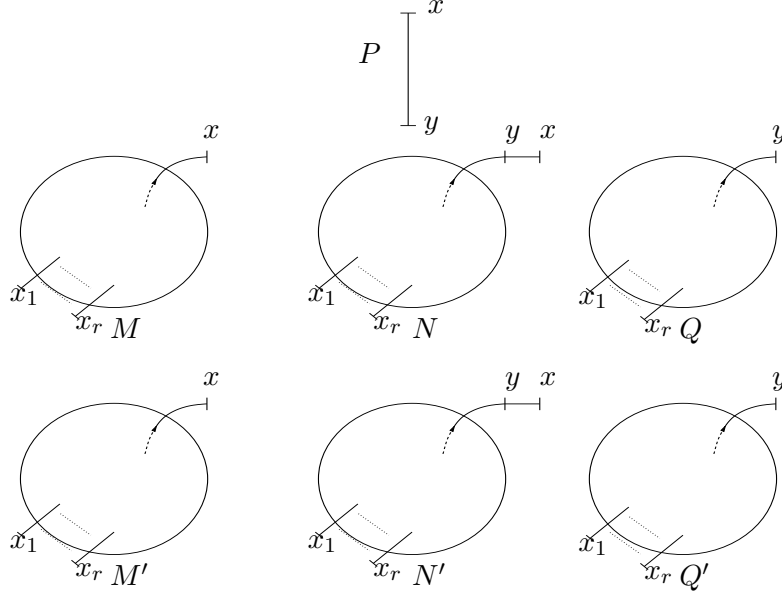 x
P
y
x y x y
x₁ x₁ x₁
xᵣ M xᵣ N xᵣ Q
x y x y
x₁ x₁ x₁
xᵣ M′ xᵣ N′ xᵣ Q′